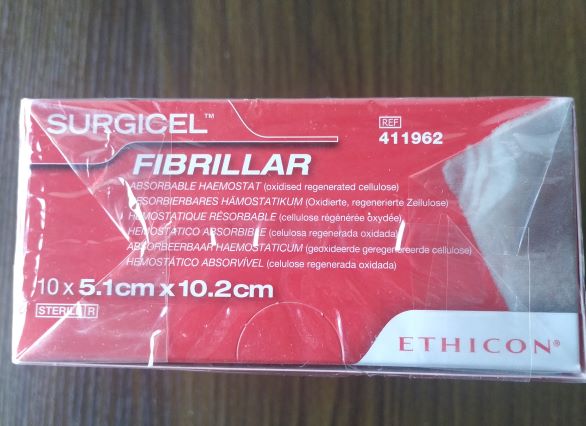 SURGICEL™
REF
411962
FIBRILLAR
ABSORBABLE HAEMOSTAT (oxidised regenerated cellulose)
RESORBIERBARES HÄMOSTATIKUM (Oxidierte, regenerierte Zellulose)
HÉMOSTATIQUE RÉSORBABLE (cellulose régénérée oxydée)
HEMOSTÁTICO ABSORBIBLE (celulosa regenerada oxidada)
ABSORBEERBAAR HAEMOSTATICUM (geoxideerde geregenereerde cellulose)
HEMOSTÁTICO ABSORVÍVEL (celulose regenerada oxidada)
10 x 5.1cm x 10.2cm
STERILE R
ETHICON®